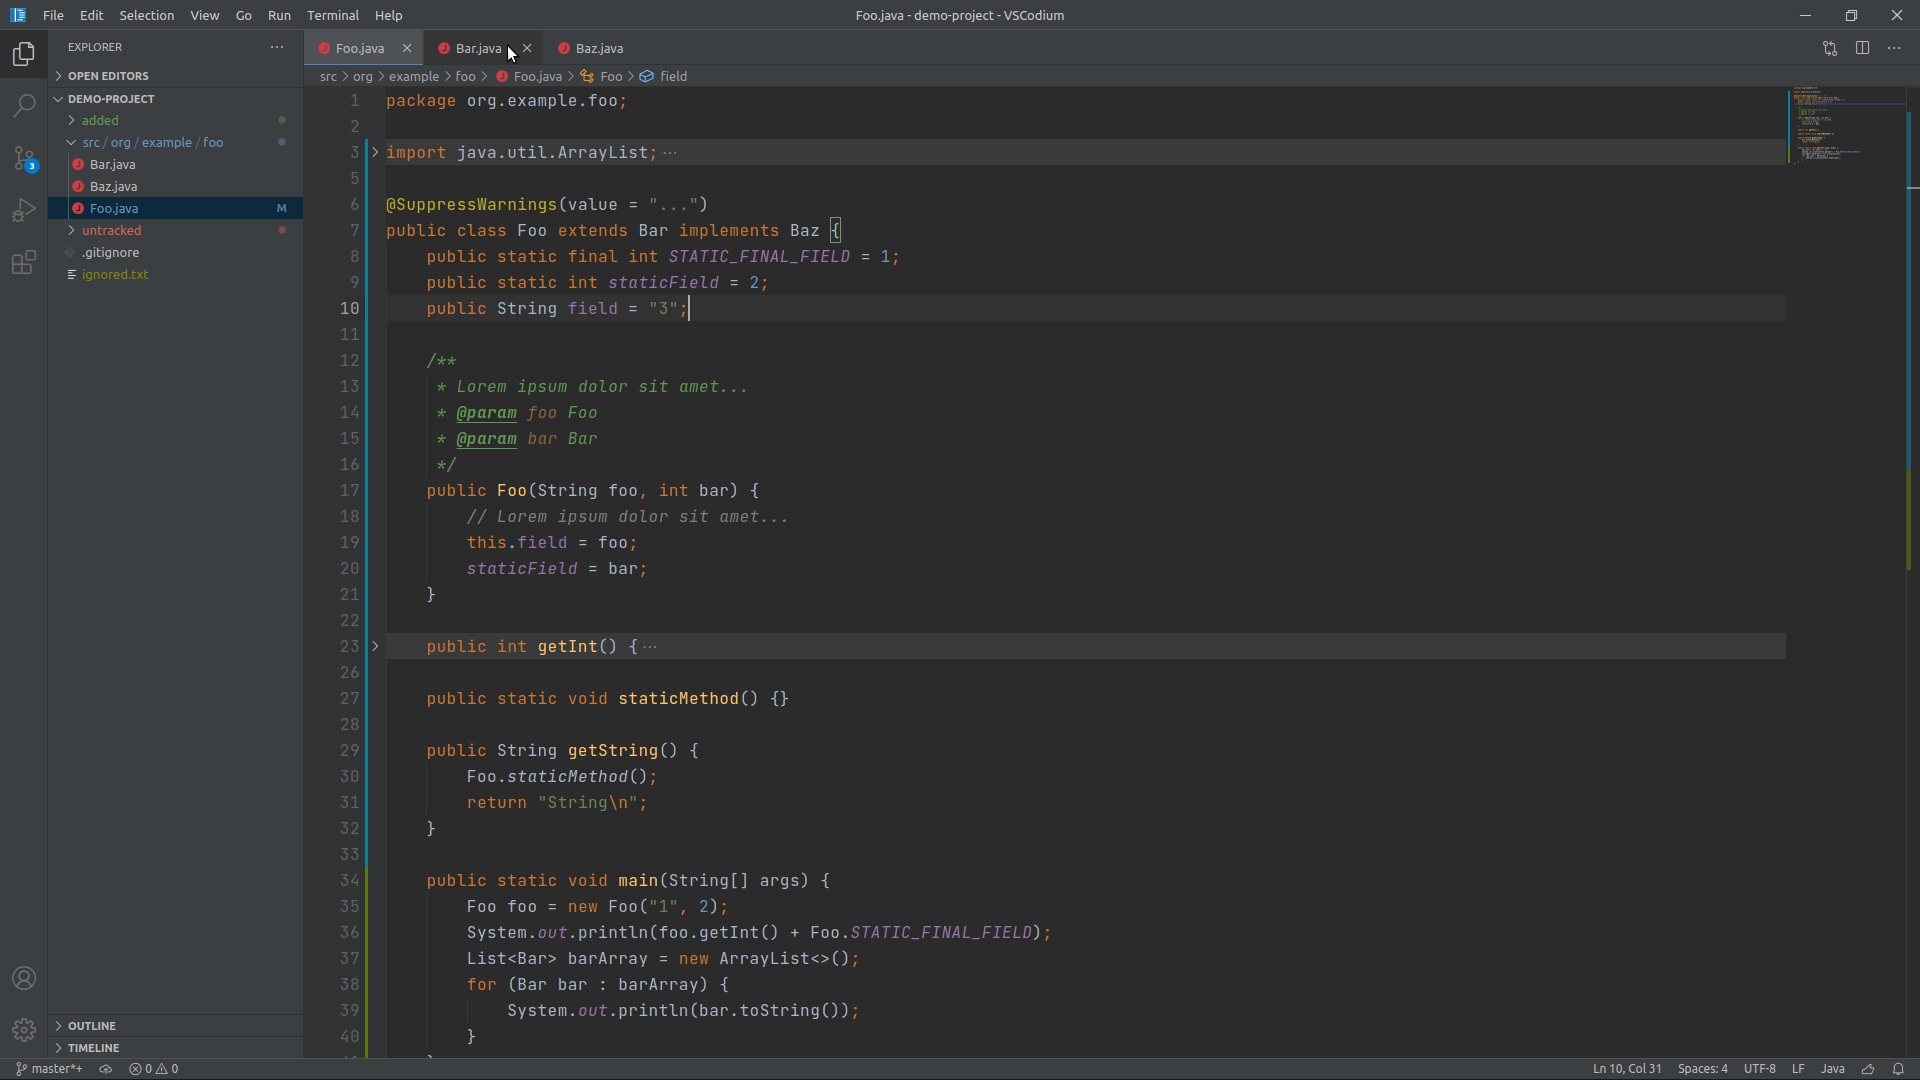 File Edit Selection View Go Run Terminal Help
Foo.java - demo-project - VSCodium
EXPLORER
OPEN EDITORS
DEMO-PROJECT
added
src / org / example / foo
Bar.java
Baz.java
Foo.java M
untracked
.gitignore
ignored.txt
OUTLINE
TIMELINE
3
Foo.java Bar.java Baz.java
src > org > example > foo > Foo.java > Foo > field
1 package org.example.foo;
2
3 import java.util.ArrayList; ...
5
6 @SuppressWarnings(value = "...")
7 public class Foo extends Bar implements Baz {
8 public static final int STATIC_FINAL_FIELD = 1;
9 public static int staticField = 2;
10 public String field = "3";
11
12 /**
13 * Lorem ipsum dolor sit amet...
14 * @param foo Foo
15 * @param bar Bar
16 */
17 public Foo(String foo, int bar) {
18 // Lorem ipsum dolor sit amet...
19 this.field = foo;
20 staticField = bar;
21 }
22
23 public int getInt() { ...
26
27 public static void staticMethod() {}
28
29 public String getString() {
30 Foo.staticMethod();
31 return "String\n";
32 }
33
34 public static void main(String[] args) {
35 Foo foo = new Foo("1", 2);
36 System.out.println(foo.getInt() + Foo.STATIC_FINAL_FIELD);
37 List<Bar> barArray = new ArrayList<>();
38 for (Bar bar : barArray) {
39 System.out.println(bar.toString());
40 }
master*+ 0 0 Ln 10, Col 31 Spaces: 4 UTF-8 LF Java